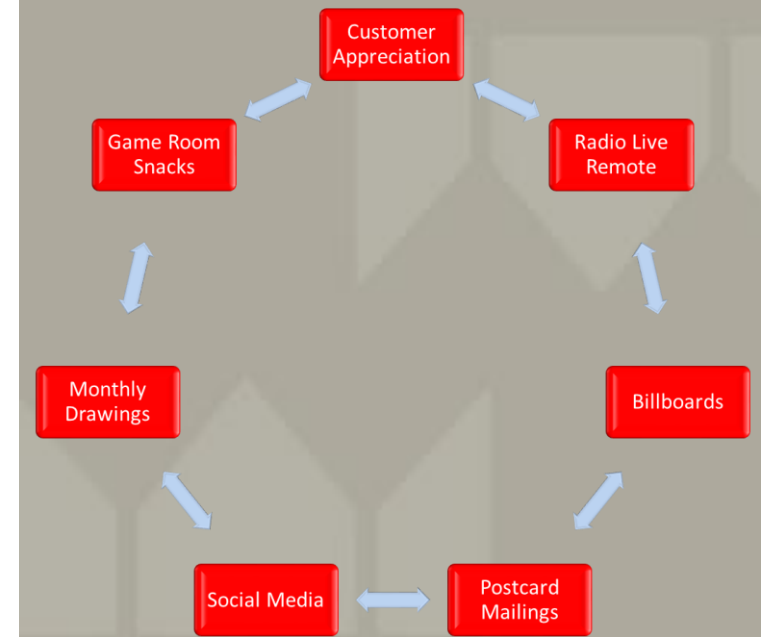 Customer
Appreciation
Game Room
Snacks
Radio Live
Remote
Monthly
Drawings
Billboards
Social Media
Postcard
Mailings